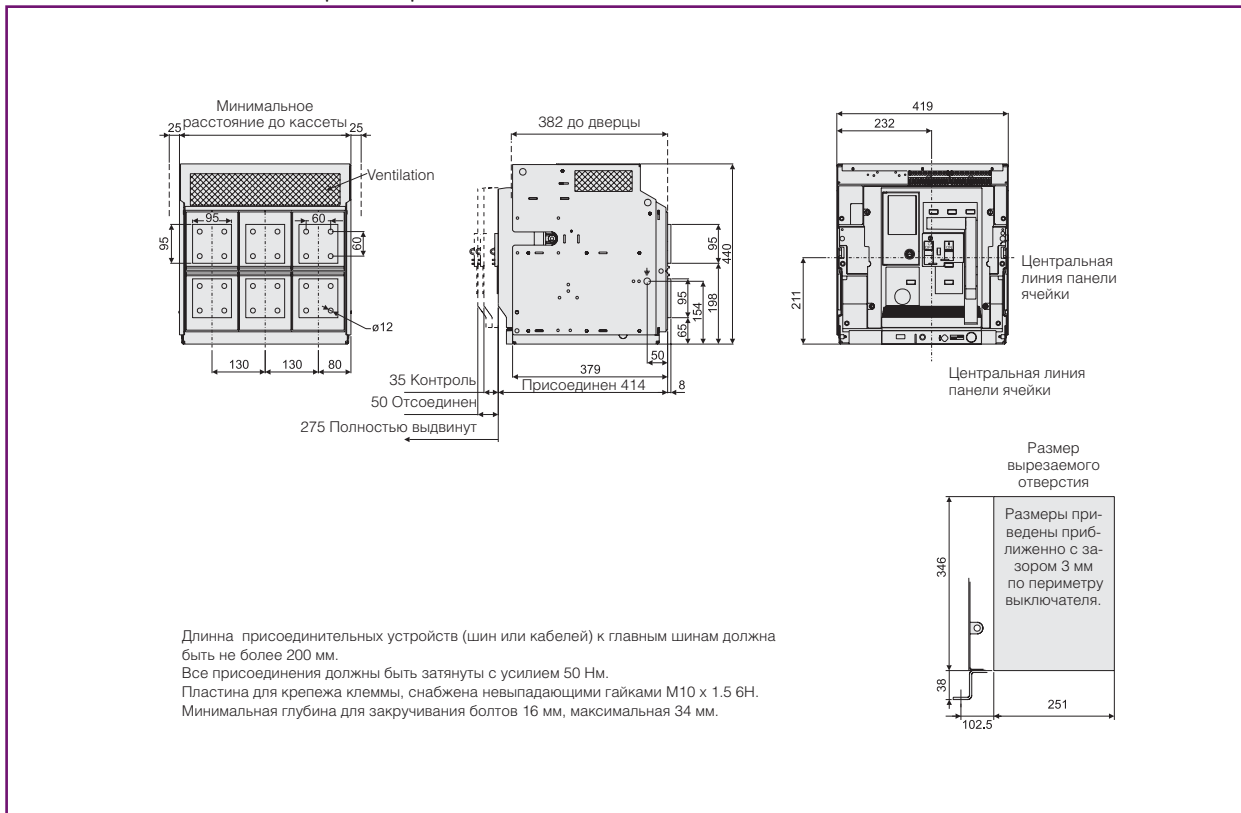 Минимальное
расстояние до кассеты
25
25
Ventilation
95
60
95
60
ø12
130
130
80
382 до дверцы
95
440
95
154
198
65
50
379
35 Контроль
Присоединен 414
8
50 Отсоединен
275 Полностью выдвинут
419
232
211
Центральная
линия панели
ячейки
Центральная линия
панели ячейки
Размер
вырезаемого
отверстия
Размеры при-
ведены приб-
лиженно с за-
зором 3 мм
по периметру
выключателя.
346
38
102.5
251
Длинна присоединительных устройств (шин или кабелей) к главным шинам должна
быть не более 200 мм.
Все присоединения должны быть затянуты с усилием 50 Нм.
Пластина для крепежа клеммы, снабжена невыпадающими гайками М10 х 1.5 6Н.
Минимальная глубина для закручивания болтов 16 мм, максимальная 34 мм.